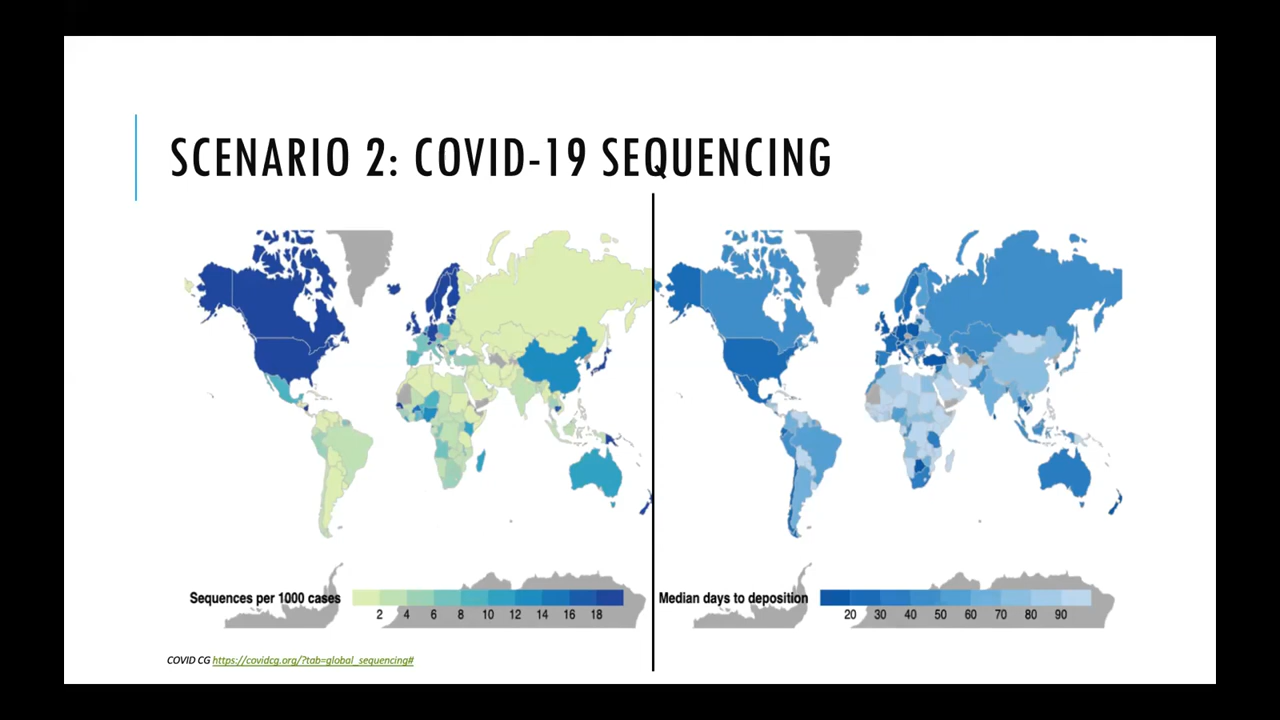 SCENARIO 2: COVID-19 SEQUENCING
Sequences per 1000 cases
2 4 6 8 10 12 14 16 18
Median days to deposition
20 30 40 50 60 70 80 90
COVID CG https://covidcg.org/?tab=global_sequencing#